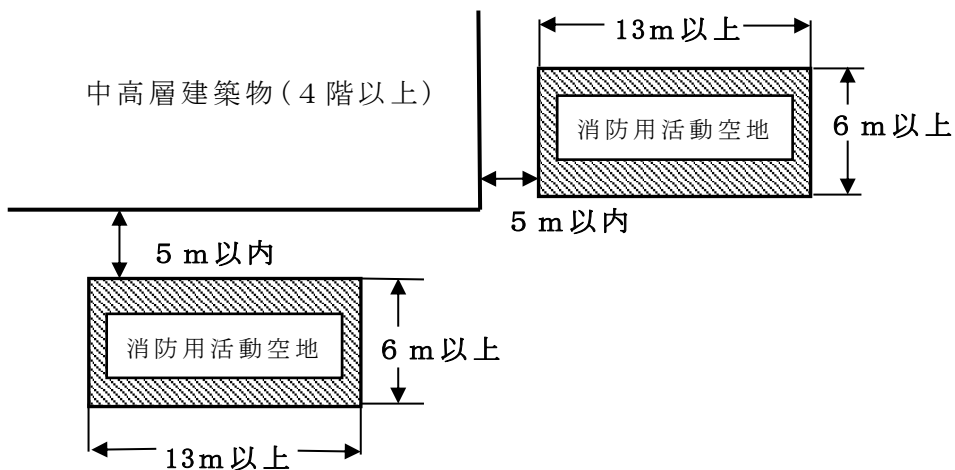 13ｍ以上
中高層建築物(４階以上)
消防用活動空地
６ｍ以上
５ｍ以内
５ｍ以内
消防用活動空地
６ｍ以上
13ｍ以上